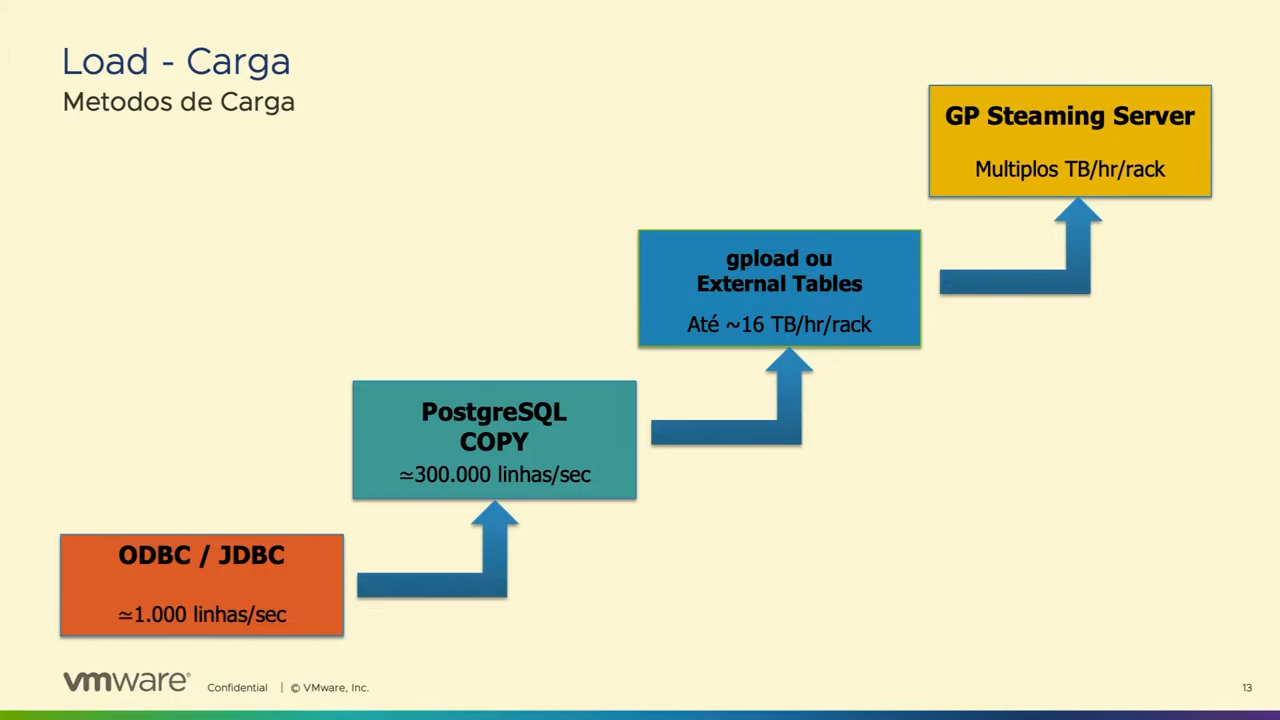 Load - Carga
Metodos de Carga
GP Steaming Server
Multiplos TB/hr/rack
gpload ou
External Tables
Até ~16 TB/hr/rack
PostgreSQL
COPY
≃300.000 linhas/sec
ODBC / JDBC
≃1.000 linhas/sec
vmware® Confidential | © VMware, Inc. 13